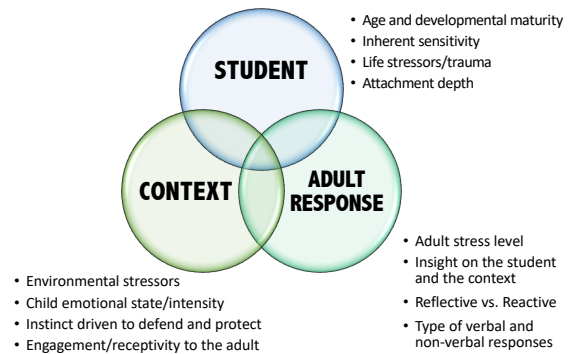 STUDENT
• Age and developmental maturity
• Inherent sensitivity
• Life stressors/trauma
• Attachment depth
CONTEXT
ADULT
RESPONSE
• Adult stress level
• Insight on the student
and the context
• Reflective vs. Reactive
• Type of verbal and
non-verbal responses
• Environmental stressors
• Child emotional state/intensity
• Instinct driven to defend and protect
• Engagement/receptivity to the adult